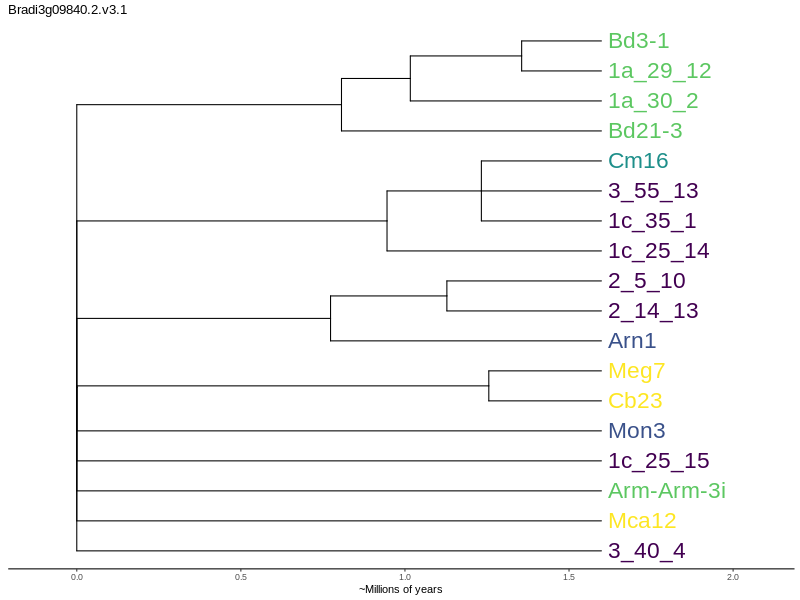 Bradi3g09840.2.v3.1
Bd3-1
1a_29_12
1a_30_2
Bd21-3
Cm16
3_55_13
1c_35_1
1c_25_14
2_5_10
2_14_13
Arn1
Meg7
Cb23
Mon3
1c_25_15
Arm-Arm-3i
Mca12
3_40_4
0.0 0.5 1.0 1.5 2.0
~Millions of years